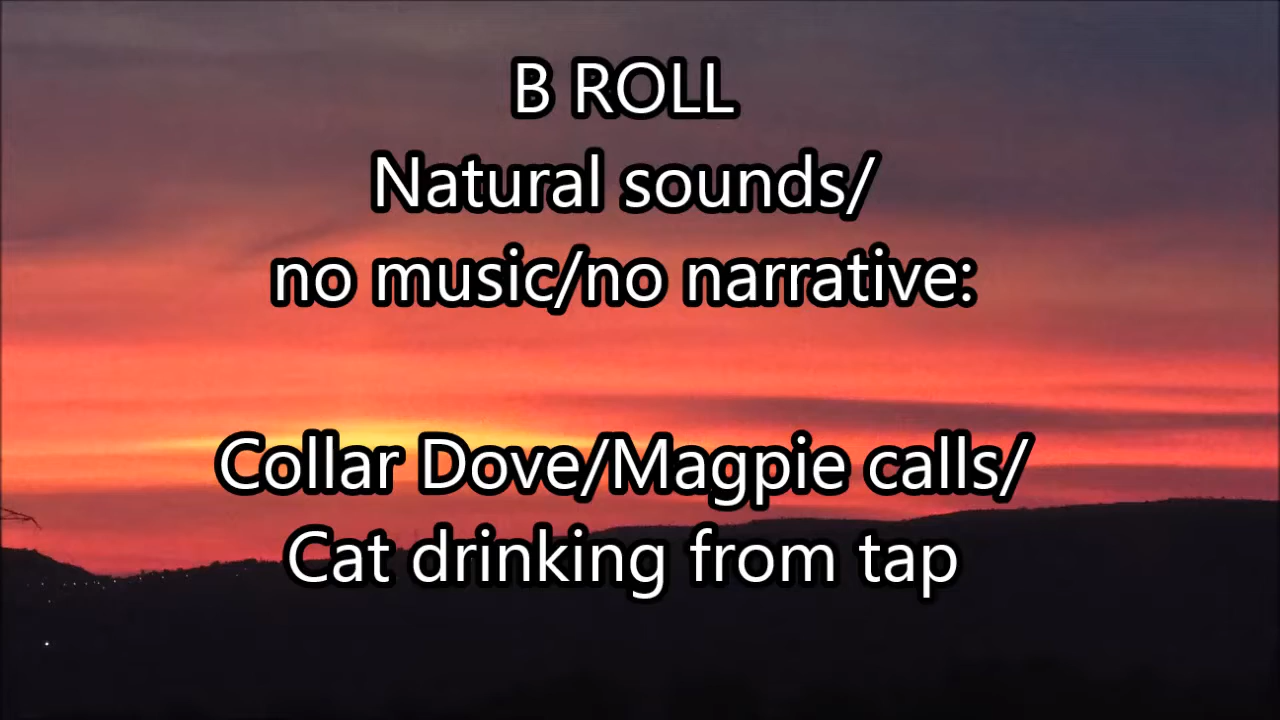 B ROLL
Natural sounds/
no music/no narrative:
Collar Dove/Magpie calls/
Cat drinking from tap